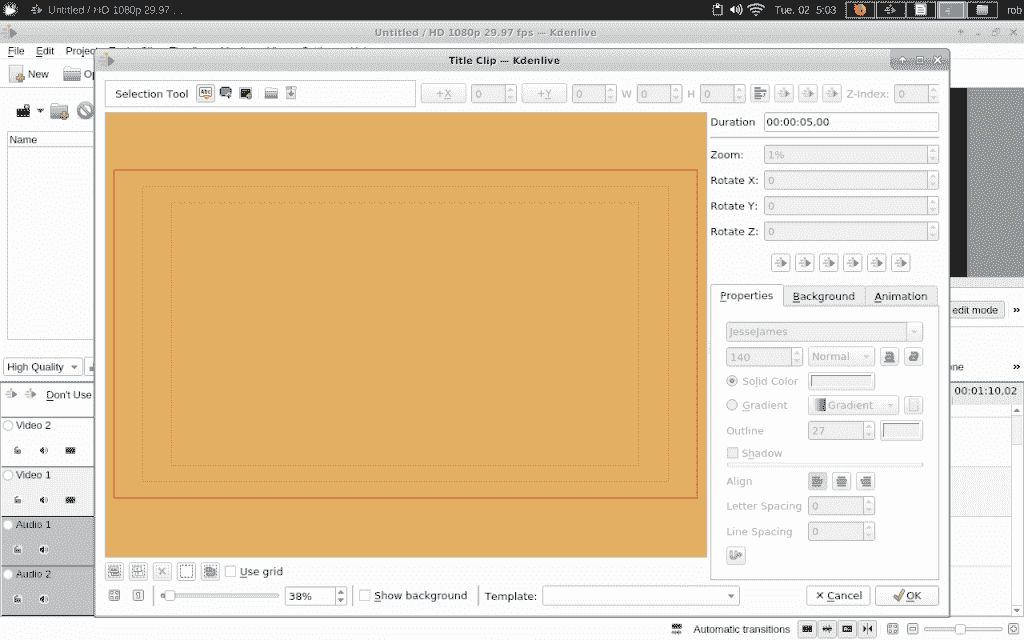 Untitled / HD 1080p 29.97 . .
Tue. 02 5:03
rob
Untitled / HD 1080p 29.97 fps — Kdenlive
File Edit Projec
Title Clip — Kdenlive
New
Op
Selection Tool
+X 0 +Y 0 W 0 H 0 Z-Index: 0
Name
Duration 00:00:05,00
Zoom: 1%
Rotate X: 0
Rotate Y: 0
Rotate Z: 0
Properties Background Animation
edit mode »
JesseJames
140 Normal a a
High Quality
ne »
Solid Color
Don't Use
00:01:10,02
Gradient Gradient
Video 2
Outline 27
Shadow
Video 1
Align
Letter Spacing 0
Audio 1
Line Spacing 0
Audio 2
Use grid
38% Show background Template:
Cancel OK
Automatic transitions